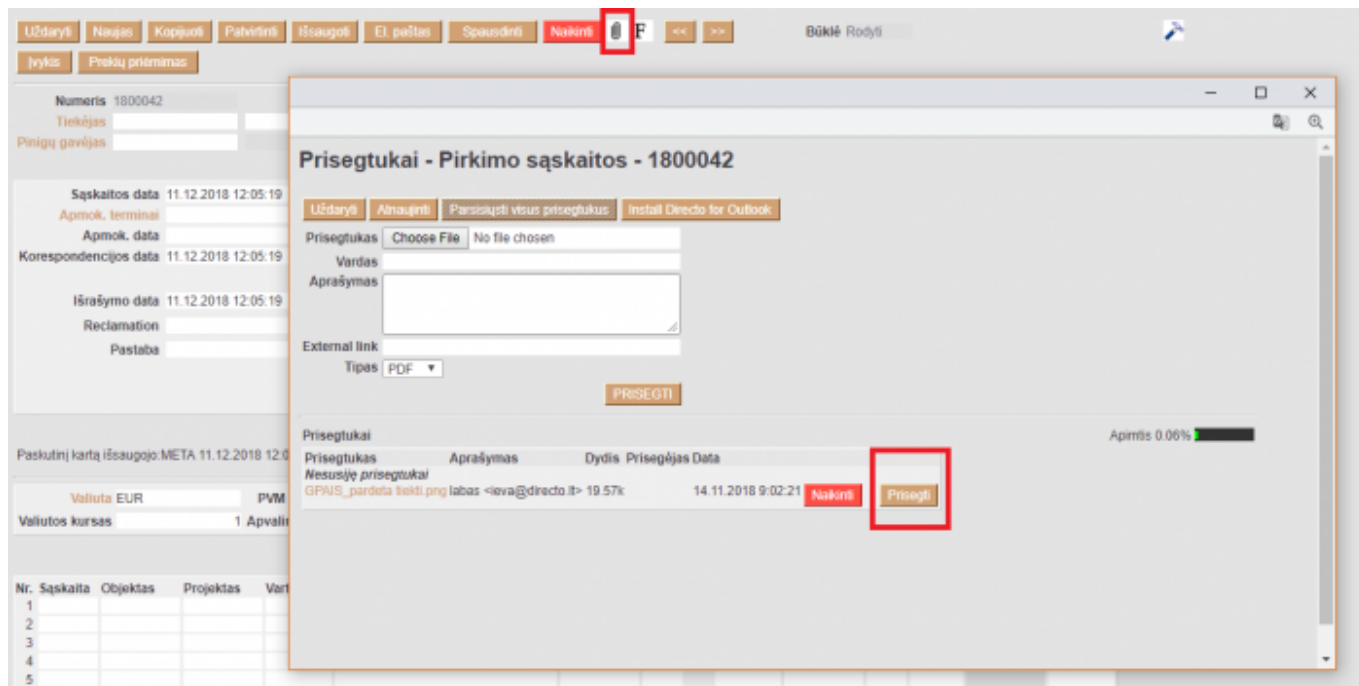 Uždaryti Naujas Kopijuoti Patvirtinti Išsaugoti El. paštas Spausdinti Naikinti F << >> Būklė Rodyti
Įvykis Prekių priėmimas
Numeris 1800042
Tiekėjas
Pinigų gavėjas
Sąskaitos data 11.12.2018 12:05:19
Apmok. terminai
Apmok. data
Korespondencijos data 11.12.2018 12:05:19
Išrašymo data 11.12.2018 12:05:19
Reclamation
Pastaba
Paskutinį kartą išsaugojo: META 11.12.2018 12:0
Valiuta EUR PVM
Valiutos kursas 1 Apvalin
Nr. Sąskaita Objektas Projektas Vart
1
2
3
4
5
Prisegtukai - Pirkimo sąskaitos - 1800042
Uždaryti Atnaujinti Parsisiųsti visus prisegtukus Install Directo for Outlook
Prisegtukas Choose File No file chosen
Vardas
Aprašymas
External link
Tipas PDF
PRISEGTI
Prisegtukai Apimtis 0.06%
Prisegtukas Aprašymas Dydis Prisegėjas Data
Nesusiję prisegtukai
GPAIS_pardeta tiekti.png labas <ieva@directo.lt> 19.57k 14.11.2018 9:02:21 Naikinti Prisegti